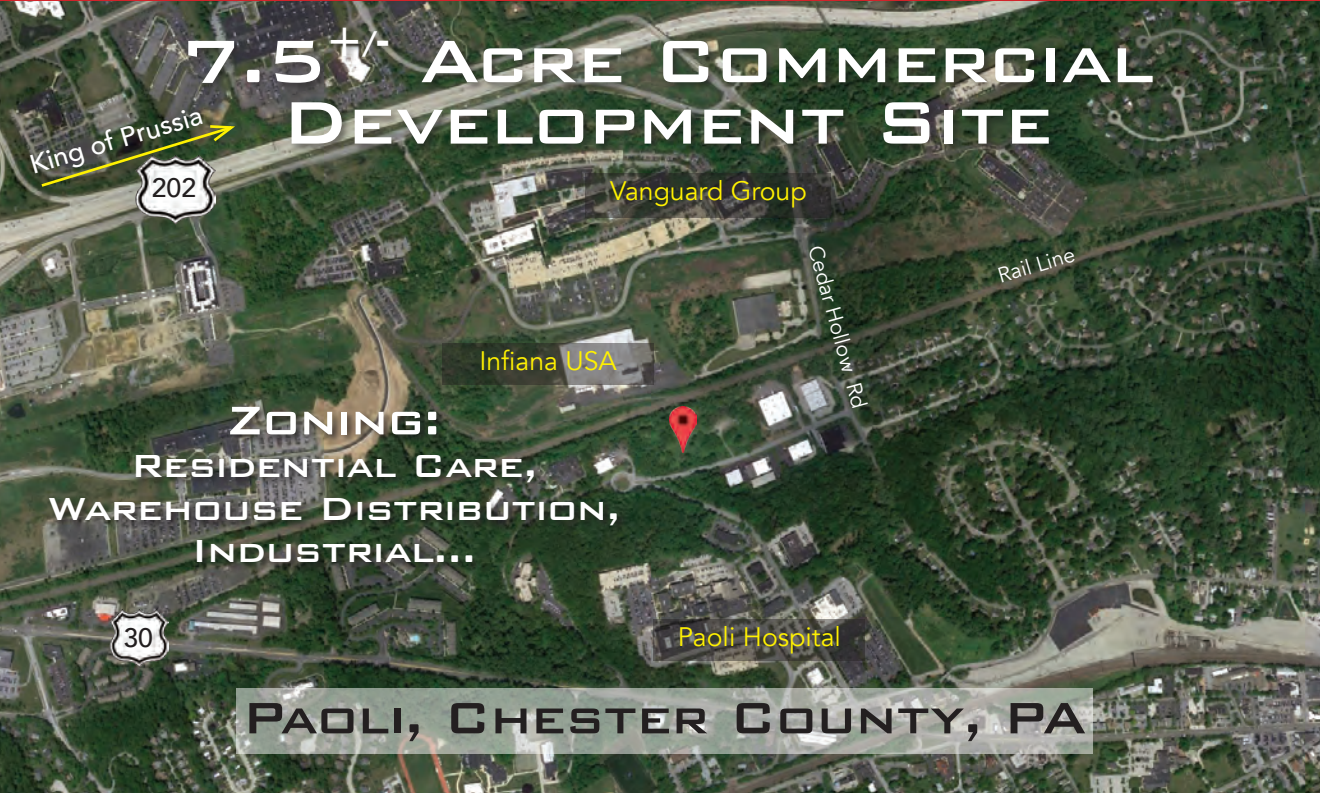 7.5+/- Acre Commercial
Development Site
King of Prussia
202
Vanguard Group
Cedar Hollow Rd
Rail Line
Infiana USA
Zoning:
Residential Care,
Warehouse Distribution,
Industrial...
30
Paoli Hospital
Paoli, Chester County, PA